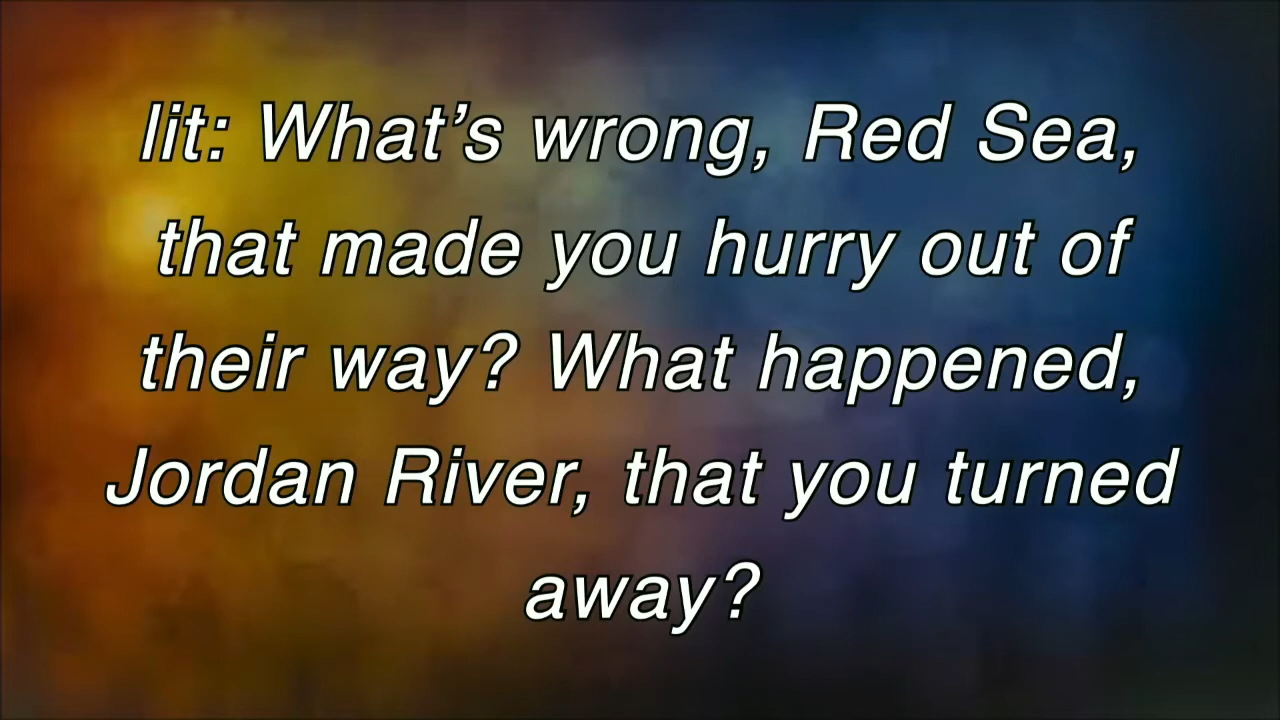 lit: What’s wrong, Red Sea,
that made you hurry out of
their way? What happened,
Jordan River, that you turned
away?